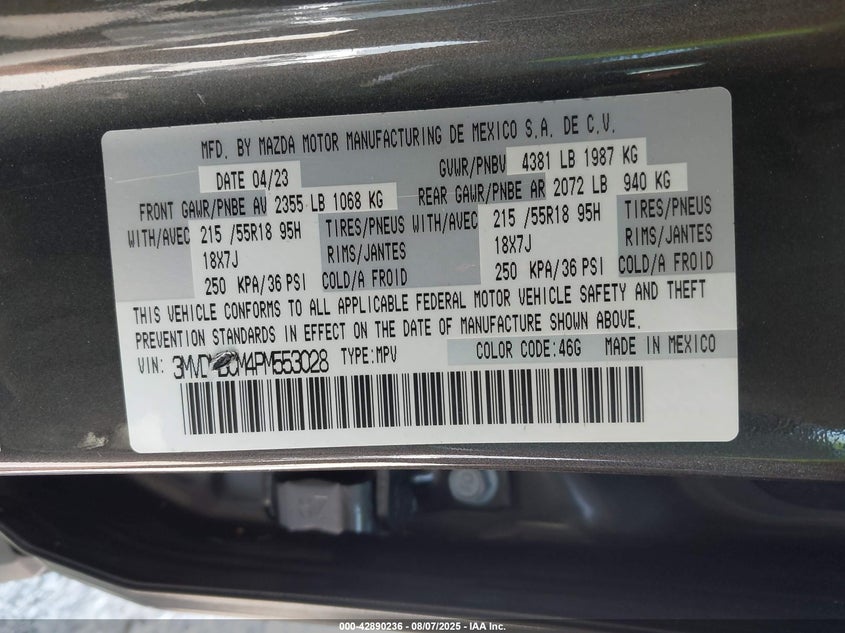 MFD. BY MAZDA MOTOR MANUFACTURING DE MEXICO S.A. DE C.V.
DATE 04/23 GVWR/PNBV 4381 LB 1987 KG
FRONT GAWR/PNBE AV 2355 LB 1068 KG REAR GAWR/PNBE AR 2072 LB 940 KG
WITH/AVEC 215 /55R18 95H TIRES/PNEUS WITH/AVEC 215 /55R18 95H TIRES/PNEUS
18X7J RIMS/JANTES 18X7J RIMS/JANTES
250 KPA/36 PSI COLD/A FROID 250 KPA/36 PSI COLD/A FROID
THIS VEHICLE CONFORMS TO ALL APPLICABLE FEDERAL MOTOR VEHICLE SAFETY AND THEFT
PREVENTION STANDARDS IN EFFECT ON THE DATE OF MANUFACTURE SHOWN ABOVE.
VIN: TYPE:MPV COLOR CODE:46G MADE IN MEXICO
000-42890236 - 08/07/2025 - IAA Inc.